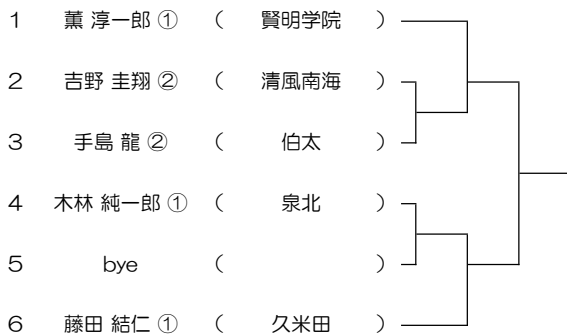 1 薫 淳一郎 ① ( 賢明学院 )
2 吉野 圭翔 ② ( 清風南海 )
3 手島 龍 ② ( 伯太 )
4 木林 純一郎 ① ( 泉北 )
5 bye ( )
6 藤田 結仁 ① ( 久米田 )